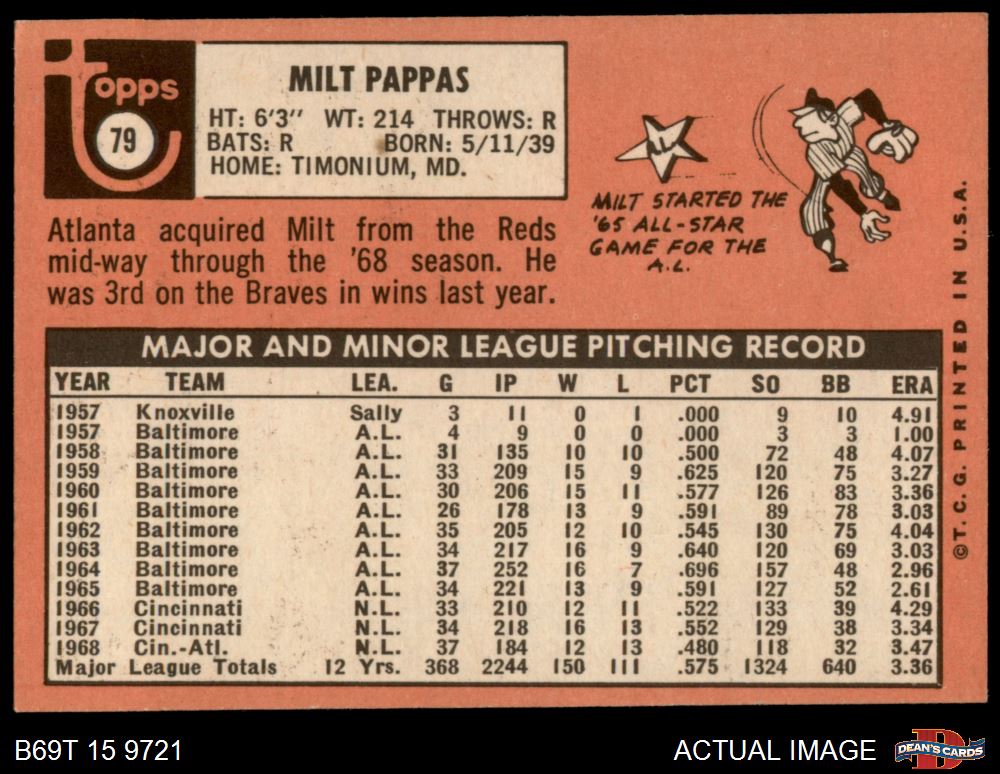 Topps
79
MILT PAPPAS
HT: 6'3" WT: 214 THROWS: R
BATS: R BORN: 5/11/39
HOME: TIMONIUM, MD.
Atlanta acquired Milt from the Reds
mid-way through the '68 season. He
was 3rd on the Braves in wins last year.
MILT STARTED THE
'65 ALL-STAR
GAME FOR THE
A.L.
MAJOR AND MINOR LEAGUE PITCHING RECORD
YEAR TEAM LEA. G IP W L PCT SO BB ERA
1957 Knoxville Sally 3 11 0 1 .000 9 10 4.91
1957 Baltimore A.L. 4 9 0 0 .000 3 3 1.00
1958 Baltimore A.L. 31 135 10 10 .500 72 48 4.07
1959 Baltimore A.L. 33 209 15 9 .625 120 75 3.27
1960 Baltimore A.L. 30 206 15 11 .577 126 83 3.36
1961 Baltimore A.L. 26 178 13 9 .591 89 78 3.03
1962 Baltimore A.L. 35 205 12 10 .545 130 75 4.04
1963 Baltimore A.L. 34 217 16 9 .640 120 69 3.03
1964 Baltimore A.L. 37 252 16 7 .696 157 48 2.96
1965 Baltimore A.L. 34 221 13 9 .591 127 52 2.61
1966 Cincinnati N.L. 33 210 12 11 .522 133 39 4.29
1967 Cincinnati N.L. 34 218 16 13 .552 129 38 3.34
1968 Cin.-Atl. N.L. 37 184 12 13 .480 118 32 3.47
Major League Totals 12 Yrs. 368 2244 150 111 .575 1324 640 3.36
© T. C. G. PRINTED IN U.S.A.
B69T 15 9721
ACTUAL IMAGE
D
DEAN'S CARDS